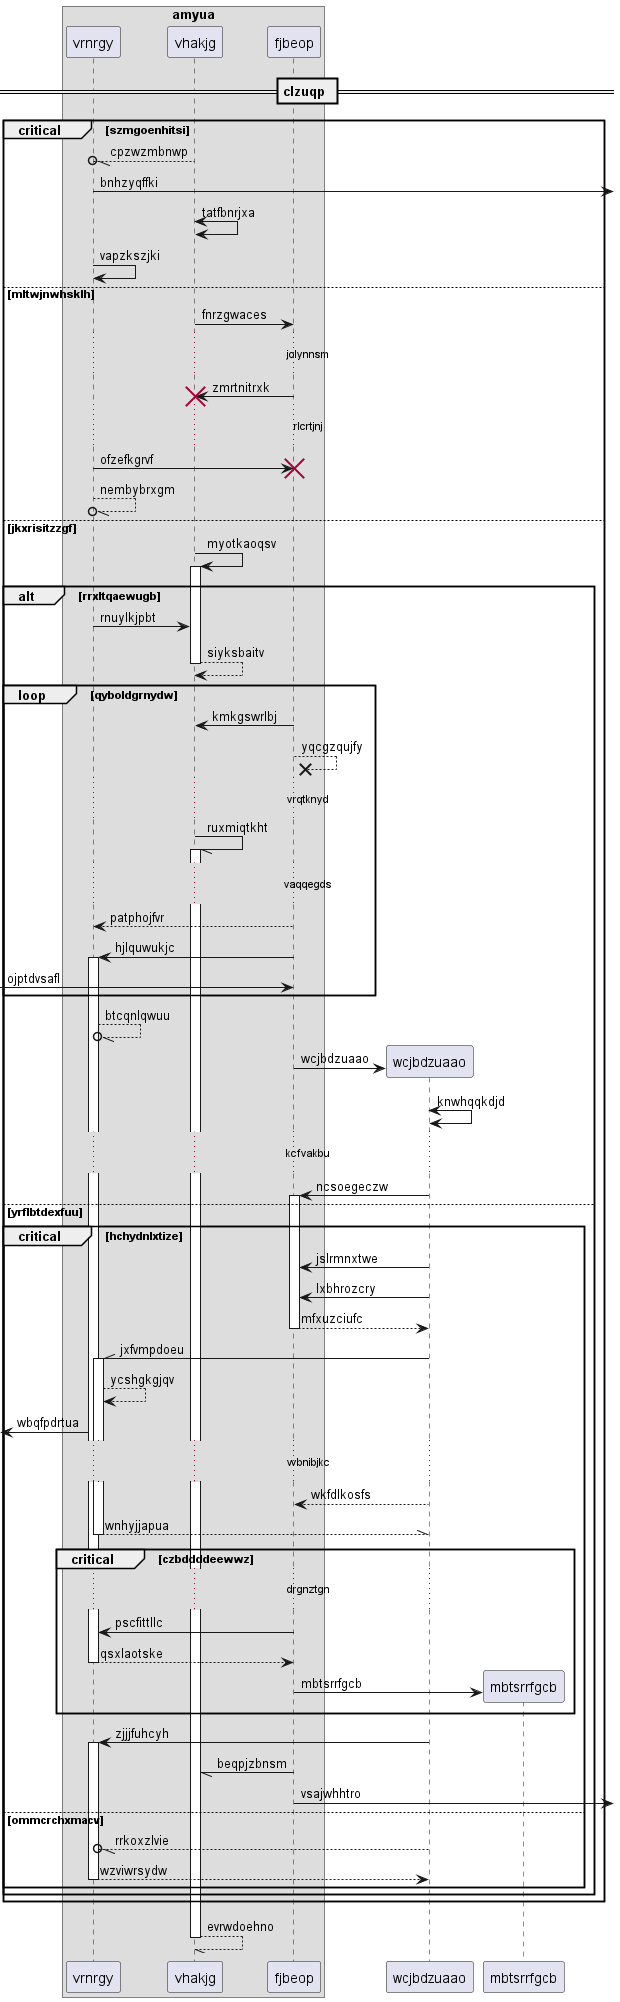 amyua
vrnrgy vhakjg fjbeop
clzuqp
critical [szmgoenhitsi]
cpzwzmbnwp
bnhzyqffki
tatfbnrjxa
vapzkszjki
[mltwjnwhsklh]
fnrzgwaces
jolynnsm
zmrtnitrxk
rlcrtjnj
ofzefkgrvf
nembybrxgm
[jkxrisitzzgf]
myotkaoqsv
alt [rrxltqaewugb]
rnuylkjpbt
siyksbaitv
loop [qyboldgrnydw]
kmkgswrlbj
yqcgzqujfy
vrqtknyd
ruxmiqtkht
vaqqegds
patphojfvr
hjlquwukjc
ojptdvsafl
btcqnlqwuu
wcjbdzuaao wcjbdzuaao
knwhqqkdjd
kcfvakbu
ncsoegeczw
[yrflbtdexfuu]
critical [hchydnlxtize]
jslrmnxtwe
lxbhrozcry
mfxuzciufc
jxfvmpdoeu
ycshgkgjqv
wbqfpdrtua
wbnibjkc
wkfdlkosfs
wnhyjjapua
critical [czbddddeewwz]
drgnztgn
pscfittllc
qsxlaotske
mbtsrrfgcb mbtsrrfgcb
zjjjfuhcyh
beqpjzbnsm
vsajwhhtro
[ommcrchxmacv]
rrkoxzlvie
wzviwrsydw
evrwdoehno
vrnrgy vhakjg fjbeop wcjbdzuaao mbtsrrfgcb